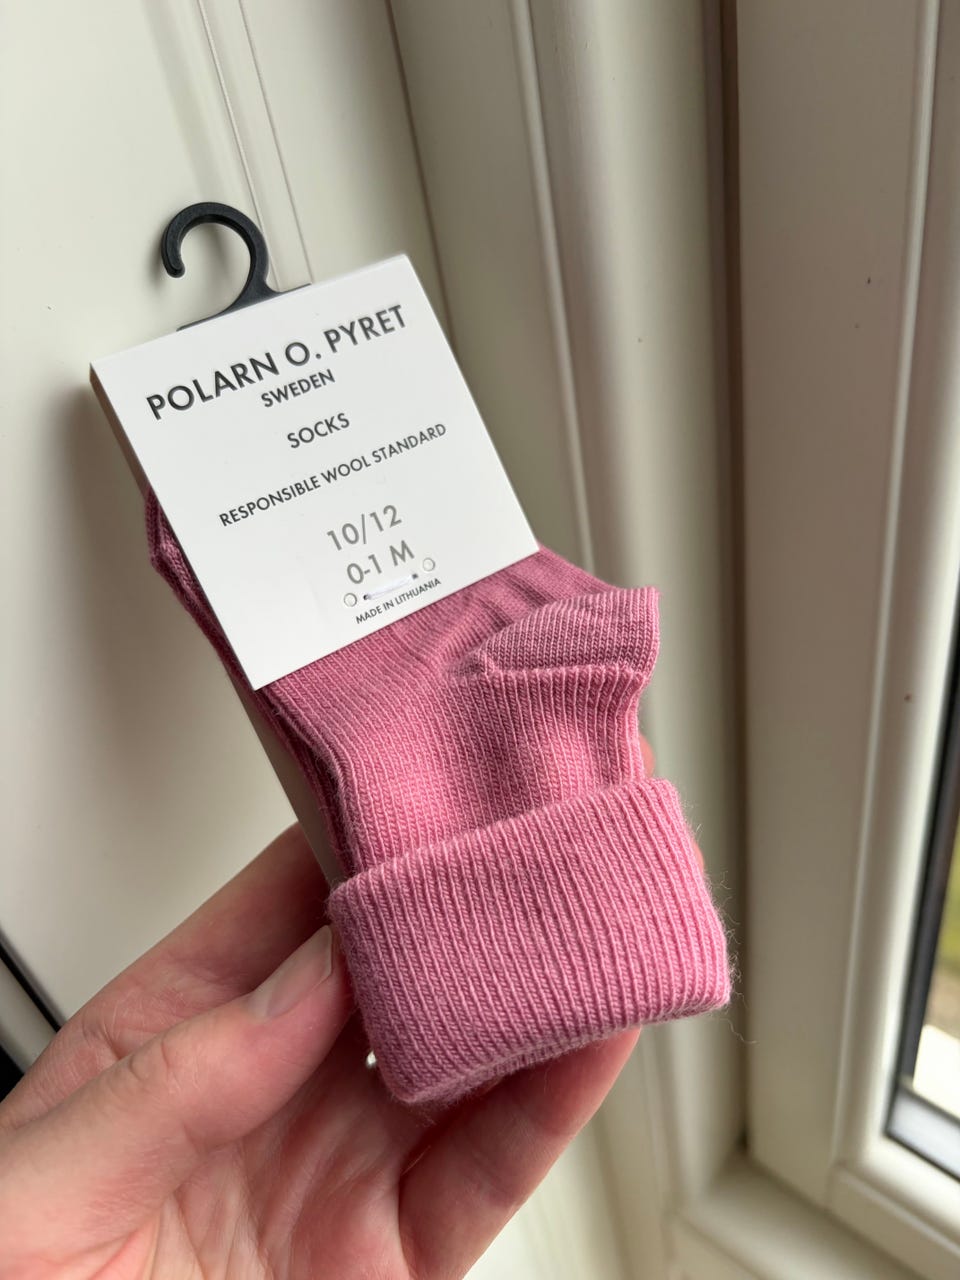 POLARN O. PYRET
SWEDEN
SOCKS
RESPONSIBLE WOOL STANDARD
10/12
0-1 M
MADE IN LITHUANIA